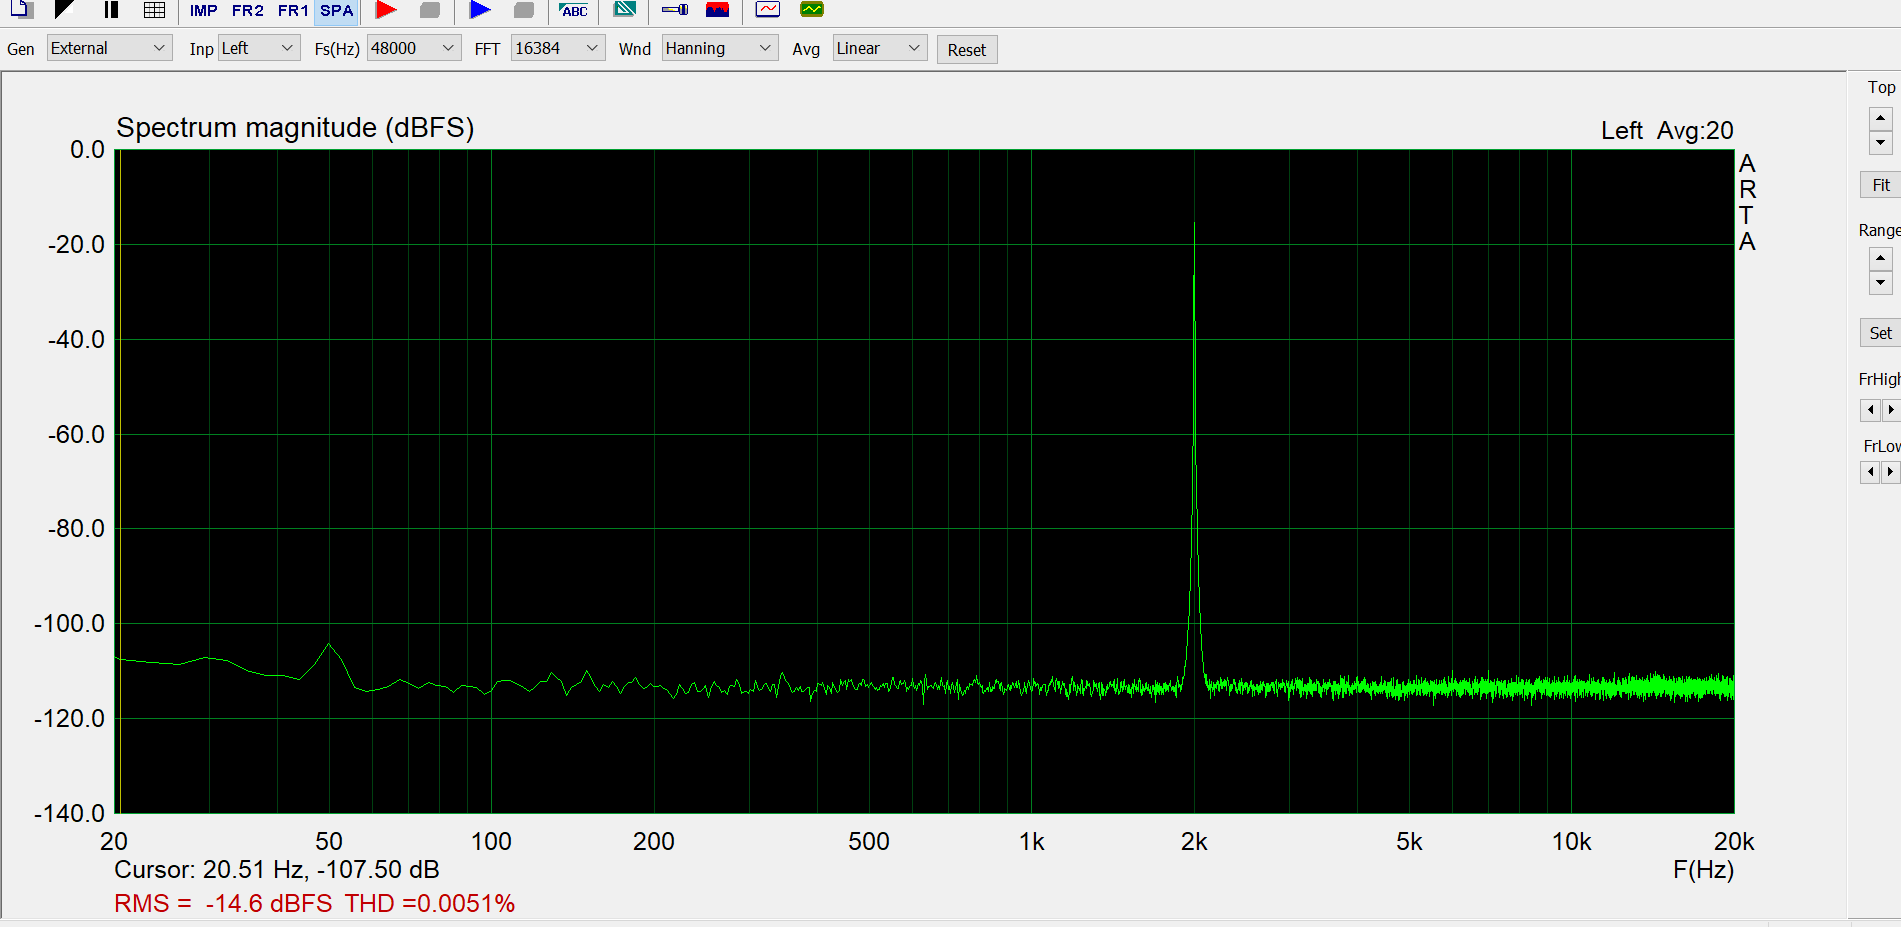 IMP FR2 FR1 SPA ABC
Gen External Inp Left Fs(Hz) 48000 FFT 16384 Wnd Hanning Avg Linear Reset
Top
Spectrum magnitude (dBFS) Left Avg:20
0.0
A
R
T
A
Fit
Range
-20.0
Set
-40.0
FrHigh
-60.0
FrLow
-80.0
-100.0
-120.0
-140.0
20 50 100 200 500 1k 2k 5k 10k 20k
Cursor: 20.51 Hz, -107.50 dB F(Hz)
RMS = -14.6 dBFS THD =0.0051%